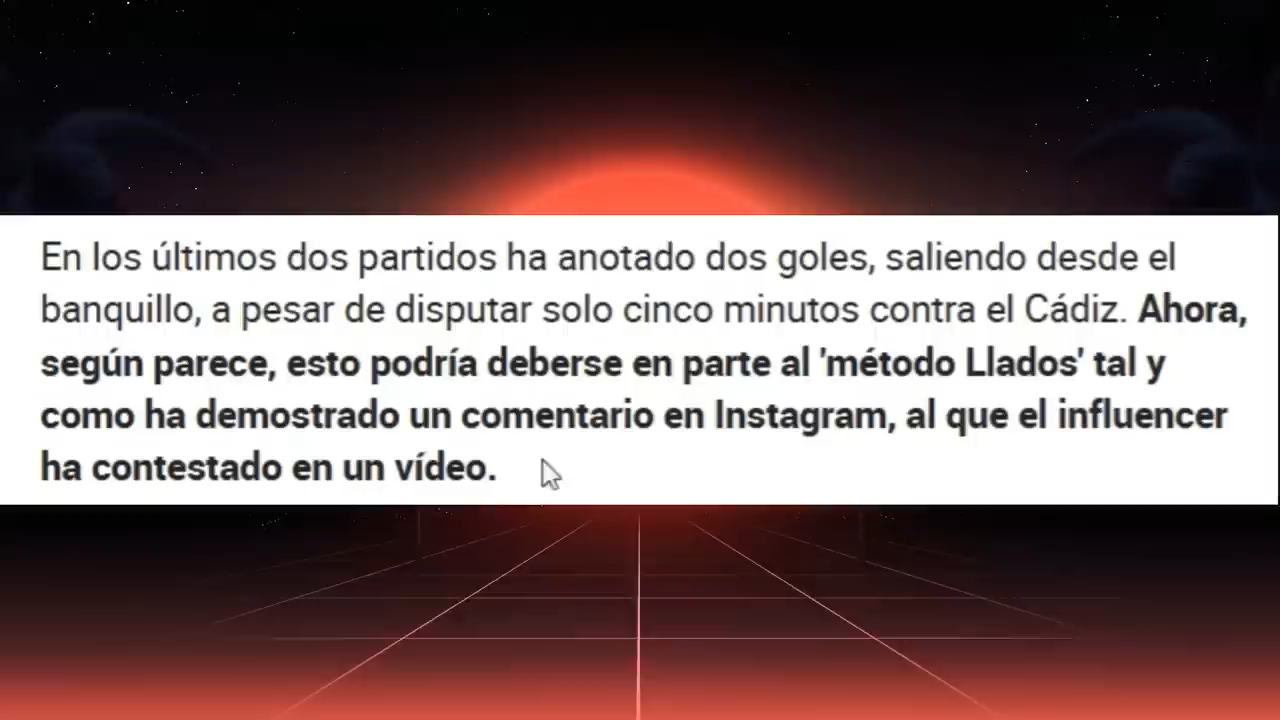 En los últimos dos partidos ha anotado dos goles, saliendo desde el
banquillo, a pesar de disputar solo cinco minutos contra el Cádiz. Ahora,
según parece, esto podría deberse en parte al 'método Llados' tal y
como ha demostrado un comentario en Instagram, al que el influencer
ha contestado en un vídeo.